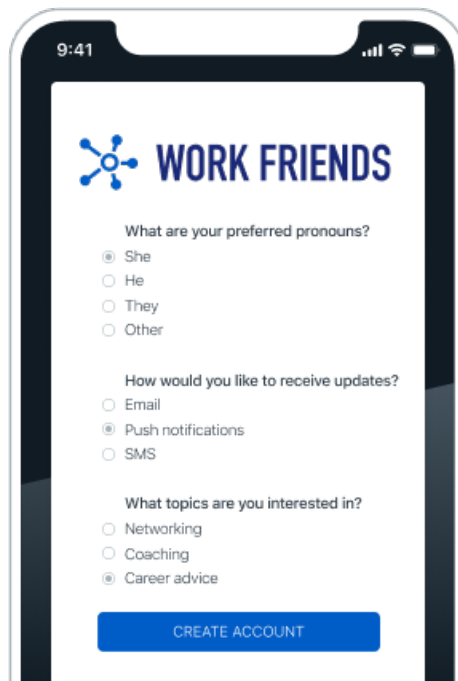 9:41
WORK FRIENDS
What are your preferred pronouns?
She
He
They
Other
How would you like to receive updates?
Email
Push notifications
SMS
What topics are you interested in?
Networking
Coaching
Career advice
CREATE ACCOUNT